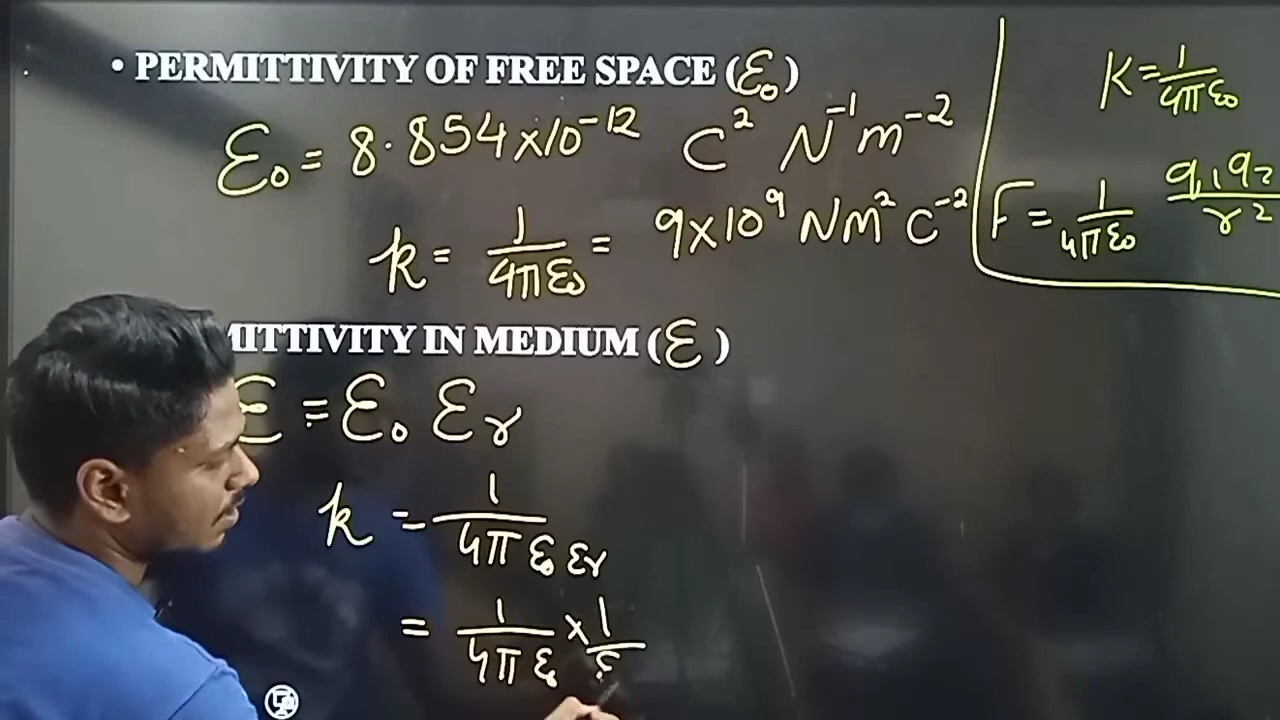 • PERMITTIVITY OF FREE SPACE (ε₀)
ε₀ = 8.854×10⁻¹² C² N⁻¹ m⁻²
k = 1/4πε₀ = 9×10⁹ Nm² C⁻²
K = 1/4πε₀
F = 1/4πε₀ q₁q₂/r²
MITTIVITY IN MEDIUM (ε)
ε = ε₀ εr
k = 1/4πε₀εr
= 1/4πε₀ × 1/ε